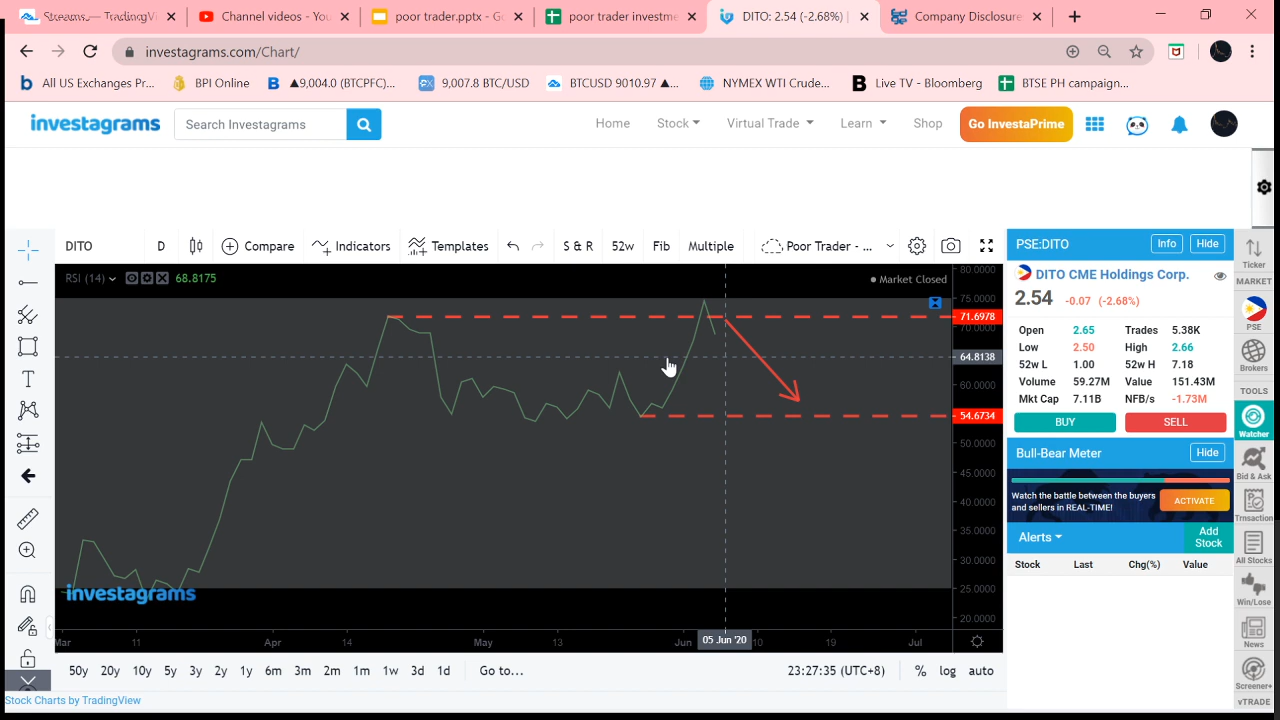 Streams — TradingVi
Channel videos - You
poor trader.pptx - Go
poor trader investme
DITO: 2.54 (-2.68%)
Company Disclosure
investagrams.com/Chart/
All US Exchanges Pr...
BPI Online
▲9,004.0 (BTCPFC)...
9,007.8 BTC/USD
BTCUSD 9010.97 ▲...
NYMEX WTI Crude...
Live TV - Bloomberg
BTSE PH campaign...
investagrams
Search Investagrams
Home
Stock
Virtual Trade
Learn
Shop
Go InvestaPrime
DITO
D
Compare
Indicators
Templates
S & R
52w
Fib
Multiple
Poor Trader - ...
RSI (14)
68.8175
Market Closed
80.0000
75.0000
71.6978
70.0000
64.8138
60.0000
54.6734
50.0000
45.0000
40.0000
35.0000
30.0000
25.0000
20.0000
investagrams
Mar
11
Apr
14
May
13
Jun
05 Jun '20
10
19
Jul
50y
20y
10y
5y
3y
2y
1y
6m
3m
2m
1m
1w
3d
1d
Go to...
23:27:35 (UTC+8)
%
log
auto
Stock Charts by TradingView
PSE:DITO
Info
Hide
DITO CME Holdings Corp.
2.54 -0.07 (-2.68%)
Open 2.65 Trades 5.38K
Low 2.50 High 2.66
52w L 1.00 52w H 7.18
Volume 59.27M Value 151.43M
Mkt Cap 7.11B NFB/s -1.73M
BUY
SELL
Bull-Bear Meter
Hide
Watch the battle between the buyers
and sellers in REAL-TIME!
ACTIVATE
Alerts
Add
Stock
Stock Last Chg(%) Value
Ticker
MARKET
PSE
Brokers
TOOLS
Watcher
Bid & Ask
Trnsaction
All Stocks
Win/Lose
News
Screener+
vTRADE